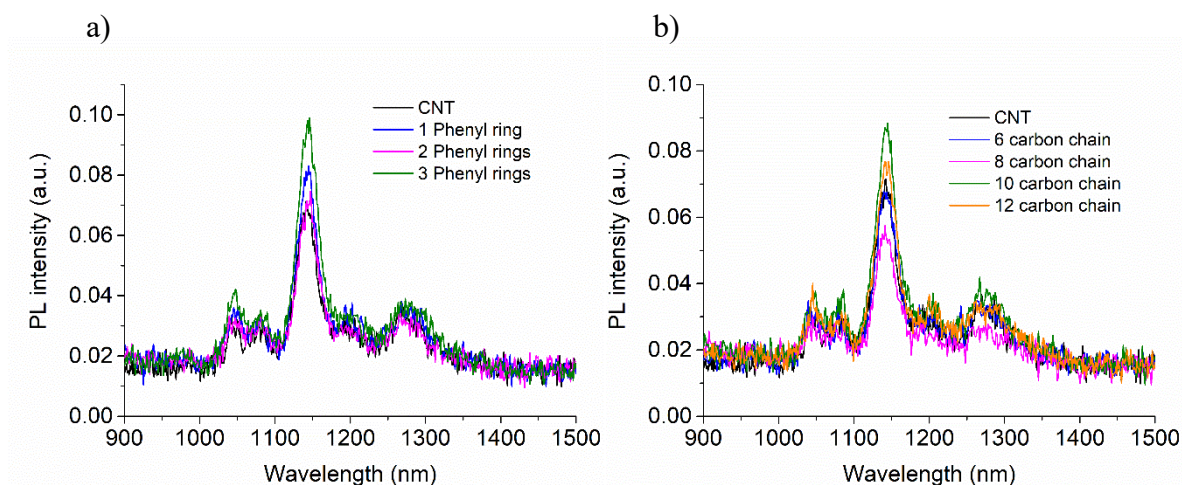 a)
PL intensity (a.u.)
0.10
0.08
0.06
0.04
0.02
0.00
CNT
1 Phenyl ring
2 Phenyl rings
3 Phenyl rings
900 1000 1100 1200 1300 1400 1500
Wavelength (nm)
b)
PL intensity (a.u.)
0.10
0.08
0.06
0.04
0.02
0.00
CNT
6 carbon chain
8 carbon chain
10 carbon chain
12 carbon chain
900 1000 1100 1200 1300 1400 1500
Wavelength (nm)